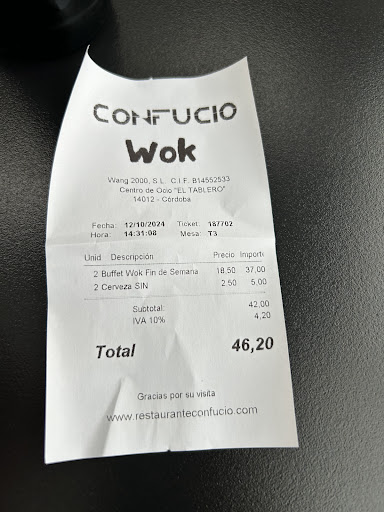 CONFUCIO
Wok
Wang 2000, S.L. C.I.F. B14552533
Centro de Ocio "EL TABLERO"
14012 - Córdoba
Fecha: 12/10/2024 Ticket: 187702
Hora: 14:31:08 Mesa: T3
Unid Descripción Precio Importe
2 Buffet Wok Fin de Semana 18,50 37,00
2 Cerveza SIN 2,50 5,00
Subtotal: 42,00
IVA 10% 4,20
Total 46,20
Gracias por su visita
www.restauranteconfucio.com